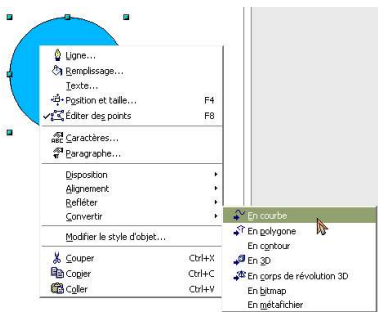 Ligne...
Remplissage...
Texte...
Position et taille... F4
Éditer des points F8
Caractères...
Paragraphe...
Disposition
Alignement
Refléter
Convertir
Modifier le style d'objet...
Couper Ctrl+X
Copier Ctrl+C
Coller Ctrl+V
En courbe
En polygone
En contour
En 3D
En corps de révolution 3D
En bitmap
En métafichier